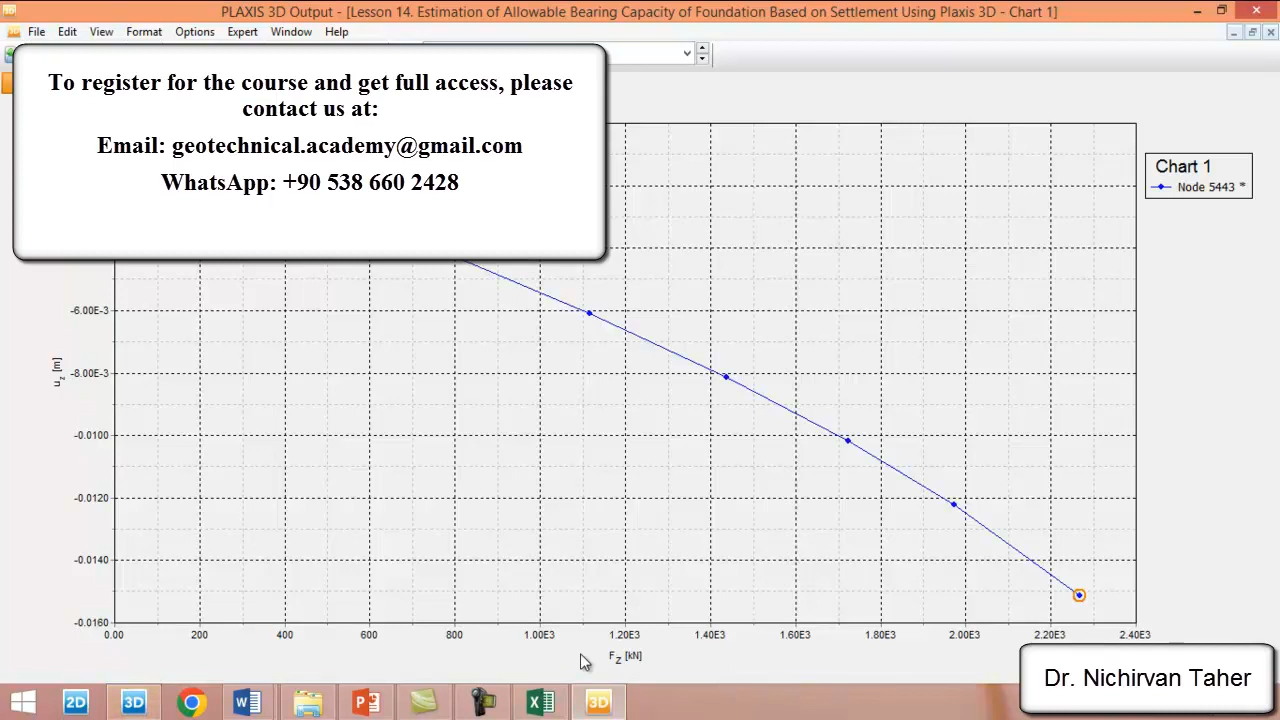 PLAXIS 3D Output - [Lesson 14. Estimation of Allowable Bearing Capacity of Foundation Based on Settlement Using Plaxis 3D - Chart 1]
File Edit View Format Options Expert Window Help
To register for the course and get full access, please
contact us at:
Email: geotechnical.academy@gmail.com
WhatsApp: +90 538 660 2428
Chart 1
Node 5443 *
-6.00E-3
uz [m]
-8.00E-3
-0.0100
-0.0120
-0.0140
-0.0160
0.00 200 400 600 800 1.00E3 1.20E3 1.40E3 1.60E3 1.80E3 2.00E3 2.20E3 2.40E3
FZ [kN]
Dr. Nichirvan Taher
2D 3D 3D